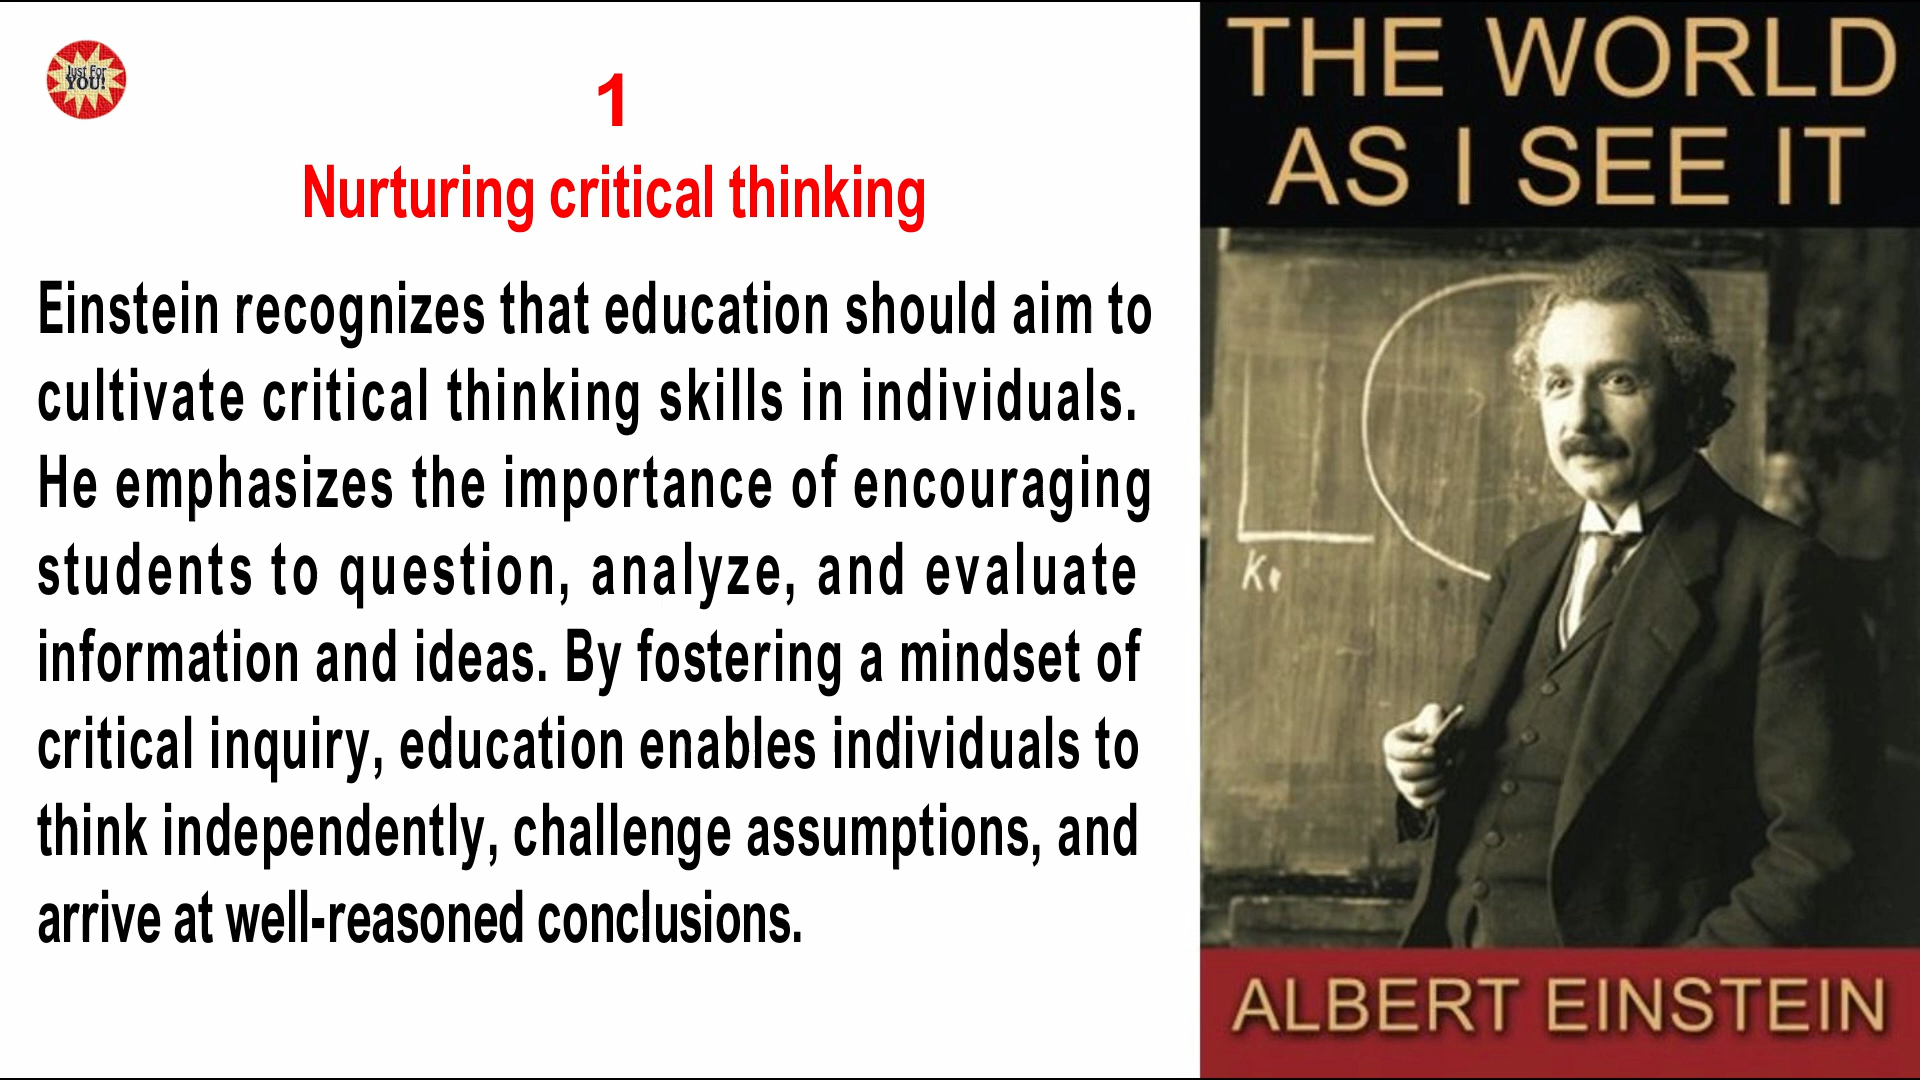 Just For
YOU!
1
Nurturing critical thinking
Einstein recognizes that education should aim to
cultivate critical thinking skills in individuals.
He emphasizes the importance of encouraging
students to question, analyze, and evaluate
information and ideas. By fostering a mindset of
critical inquiry, education enables individuals to
think independently, challenge assumptions, and
arrive at well-reasoned conclusions.
THE WORLD
AS I SEE IT
ALBERT EINSTEIN